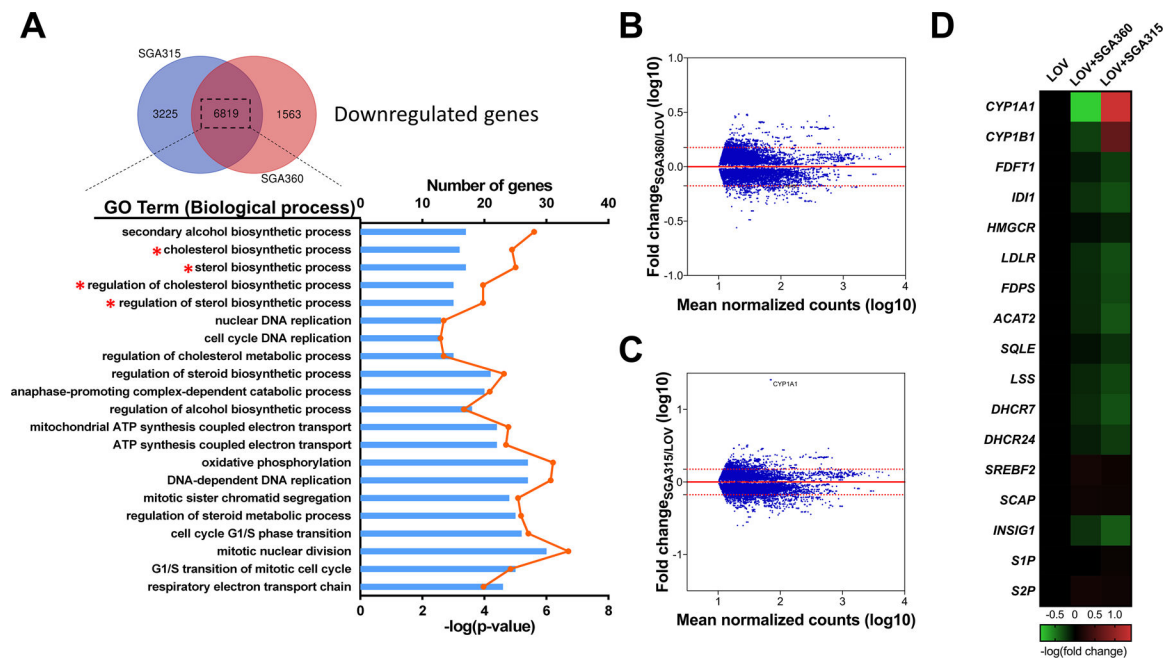 A
SGA315
3225
6819
1563
SGA360
Downregulated genes
Number of genes
GO Term (Biological process)
0 10 20 30 40
secondary alcohol biosynthetic process
* cholesterol biosynthetic process
* sterol biosynthetic process
* regulation of cholesterol biosynthetic process
* regulation of sterol biosynthetic process
nuclear DNA replication
cell cycle DNA replication
regulation of cholesterol metabolic process
regulation of steroid biosynthetic process
anaphase-promoting complex-dependent catabolic process
regulation of alcohol biosynthetic process
mitochondrial ATP synthesis coupled electron transport
ATP synthesis coupled electron transport
oxidative phosphorylation
DNA-dependent DNA replication
mitotic sister chromatid segregation
regulation of steroid metabolic process
cell cycle G1/S phase transition
mitotic nuclear division
G1/S transition of mitotic cell cycle
respiratory electron transport chain
0 2 4 6 8
-log(p-value)
B
Fold change SGA360/LOV (log10)
1.0
0.5
0.0
-0.5
-1.0
0 1 2 3 4
Mean normalized counts (log10)
C
Fold change SGA315/LOV (log10)
CYP1A1
1
0
-1
0 1 2 3 4
Mean normalized counts (log10)
D
LOV
LOV+SGA360
LOV+SGA315
CYP1A1
CYP1B1
FDFT1
IDI1
HMGCR
LDLR
FDPS
ACAT2
SQLE
LSS
DHCR7
DHCR24
SREBF2
SCAP
INSIG1
S1P
S2P
-0.5 0 0.5 1.0
-log(fold change)